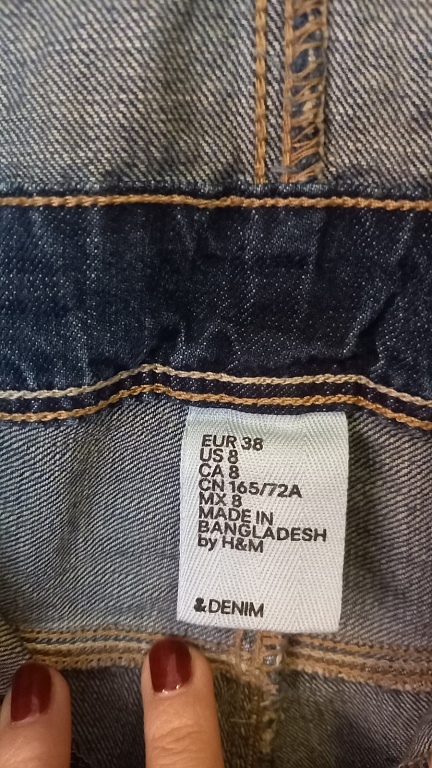 EUR 38
US 8
CA 8
CN 165/72A
MX 8
MADE IN
BANGLADESH
by H&M
&DENIM